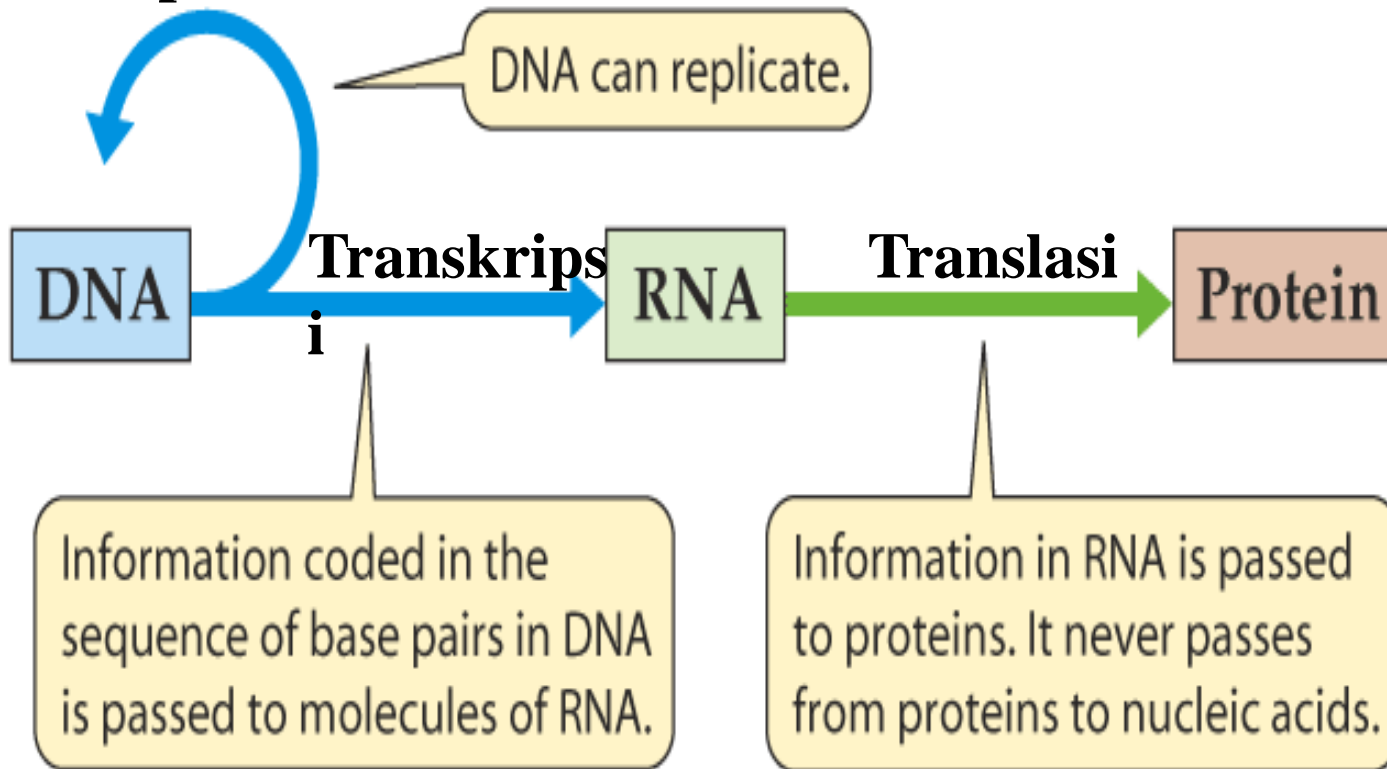 DNA can replicate.
DNA
Transkrips
i
RNA
Translasi
Protein
Information coded in the
sequence of base pairs in DNA
is passed to molecules of RNA.
Information in RNA is passed
to proteins. It never passes
from proteins to nucleic acids.